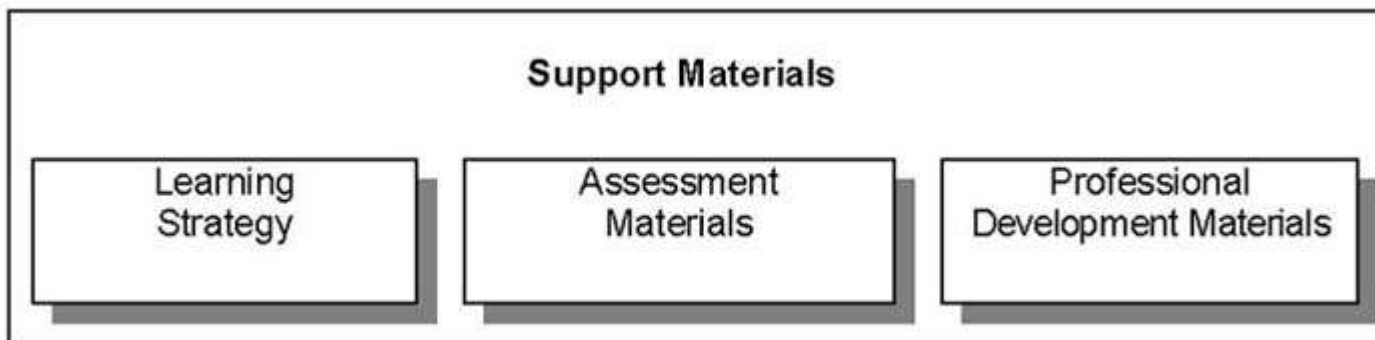 Support Materials
Learning
Strategy
Assessment
Materials
Professional
Development Materials